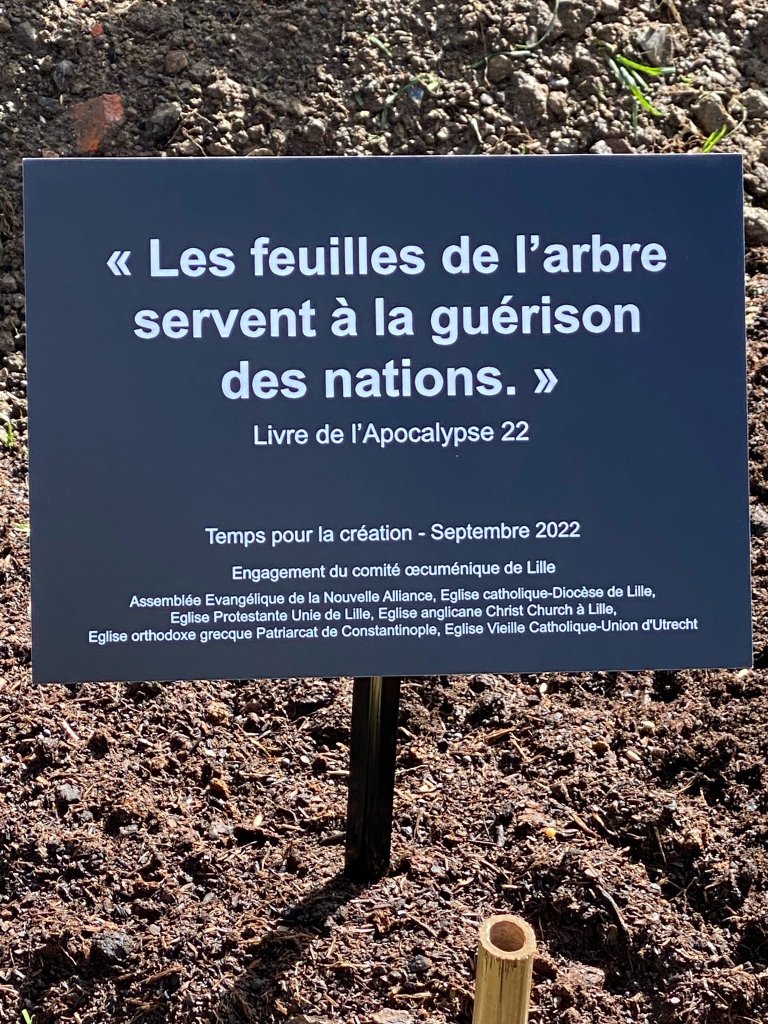 « Les feuilles de l’arbre
servent à la guérison
des nations. »
Livre de l’Apocalypse 22
Temps pour la création - Septembre 2022
Engagement du comité œcuménique de Lille
Assemblée Evangélique de la Nouvelle Alliance, Eglise catholique-Diocèse de Lille,
Eglise Protestante Unie de Lille, Eglise anglicane Christ Church à Lille,
Eglise orthodoxe grecque Patriarcat de Constantinople, Eglise Vieille Catholique-Union d'Utrecht